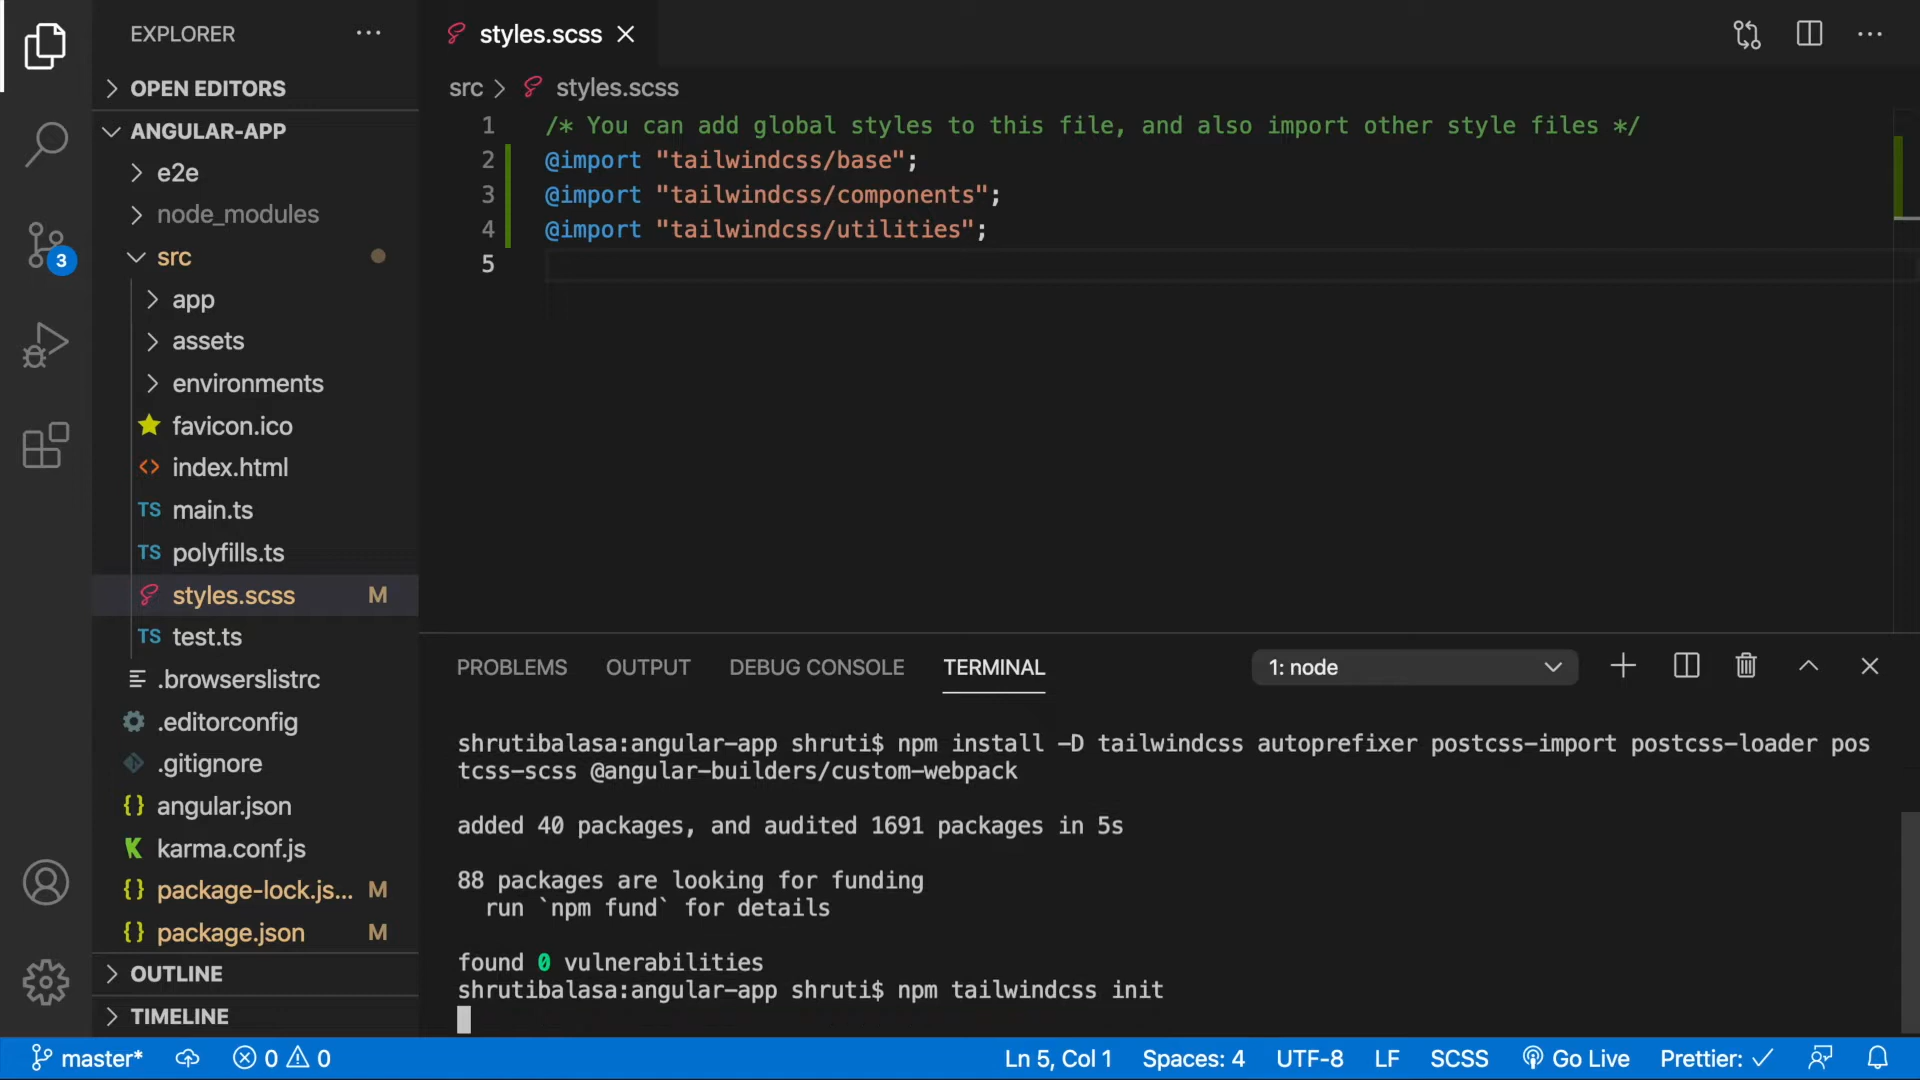 EXPLORER
OPEN EDITORS
ANGULAR-APP
e2e
node_modules
src
app
assets
environments
favicon.ico
index.html
TS main.ts
TS polyfills.ts
styles.scss M
TS test.ts
.browserslistrc
.editorconfig
.gitignore
{} angular.json
karma.conf.js
{} package-lock.js... M
{} package.json M
OUTLINE
TIMELINE
3
styles.scss
src > styles.scss
1 /* You can add global styles to this file, and also import other style files */
2 @import "tailwindcss/base";
3 @import "tailwindcss/components";
4 @import "tailwindcss/utilities";
5
PROBLEMS OUTPUT DEBUG CONSOLE TERMINAL 1: node
shrutibalasa:angular-app shruti$ npm install -D tailwindcss autoprefixer postcss-import postcss-loader pos
tcss-scss @angular-builders/custom-webpack
added 40 packages, and audited 1691 packages in 5s
88 packages are looking for funding
run `npm fund` for details
found 0 vulnerabilities
shrutibalasa:angular-app shruti$ npm tailwindcss init
master* 0 0 Ln 5, Col 1 Spaces: 4 UTF-8 LF SCSS Go Live Prettier: ✓